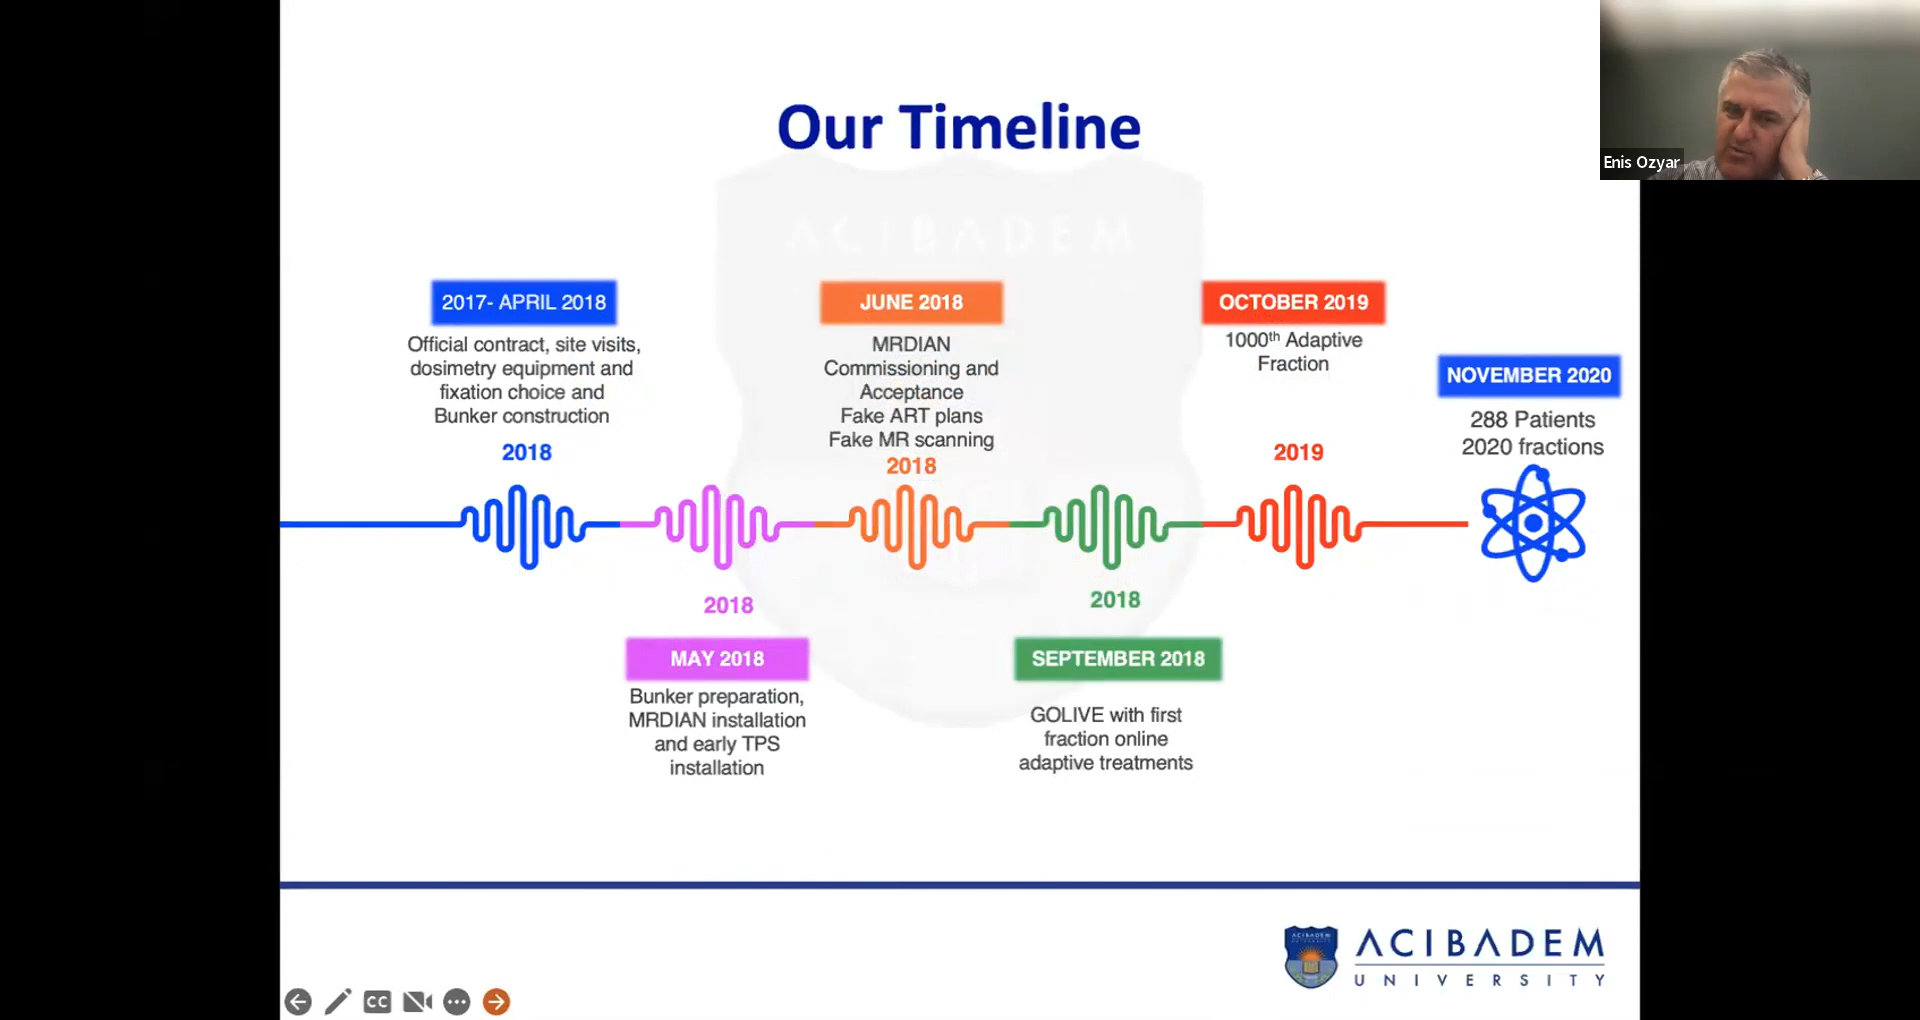 Our Timeline
Enis Ozyar
ACIBADEM
2017- APRIL 2018
Official contract, site visits,
dosimetry equipment and
fixation choice and
Bunker construction
2018
JUNE 2018
MRDIAN
Commissioning and
Acceptance
Fake ART plans
Fake MR scanning
2018
OCTOBER 2019
1000th Adaptive
Fraction
2019
NOVEMBER 2020
288 Patients
2020 fractions
2018
MAY 2018
Bunker preparation,
MRDIAN installation
and early TPS
installation
2018
SEPTEMBER 2018
GOLIVE with first
fraction online
adaptive treatments
ACIBADEM
ACIBADEM
UNIVERSITY
CC